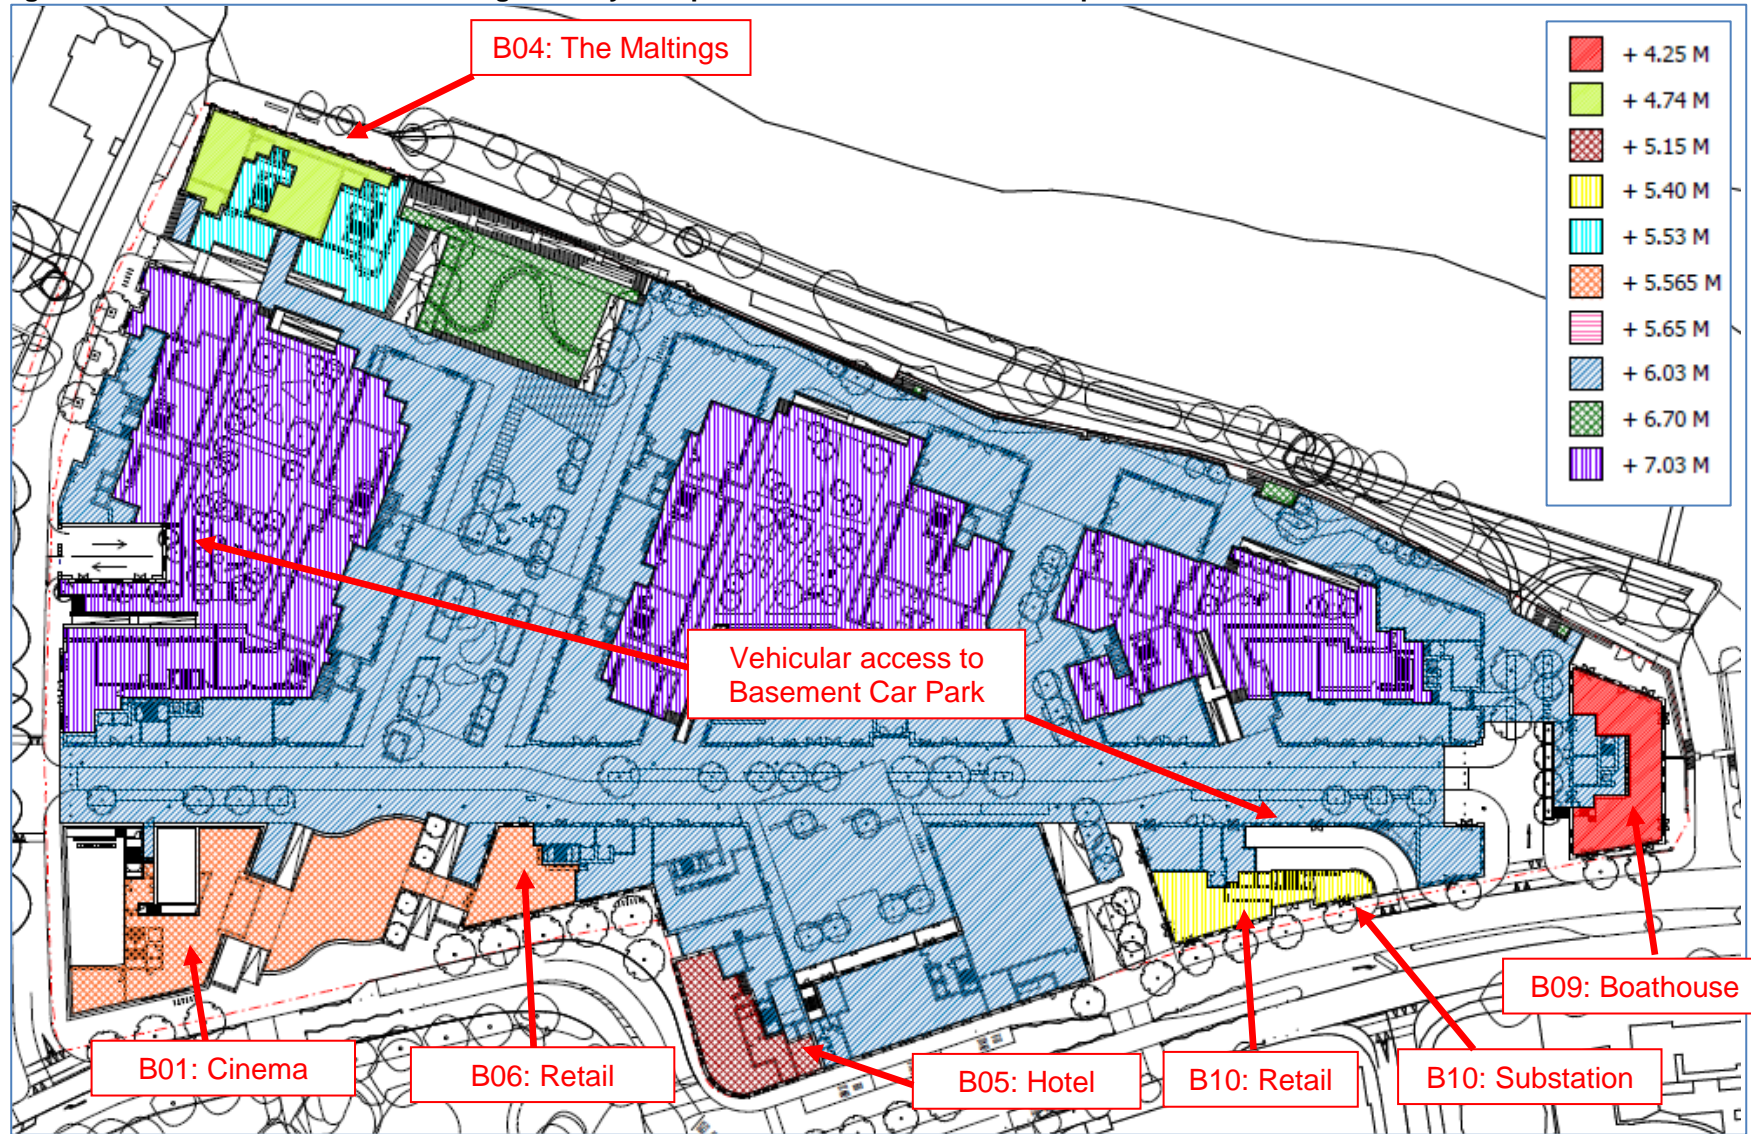 B04: The Maltings
+ 4.25 M
+ 4.74 M
+ 5.15 M
+ 5.40 M
+ 5.53 M
+ 5.565 M
+ 5.65 M
+ 6.03 M
+ 6.70 M
+ 7.03 M
Vehicular access to
Basement Car Park
B09: Boathouse
B01: Cinema
B06: Retail
B05: Hotel
B10: Retail
B10: Substation